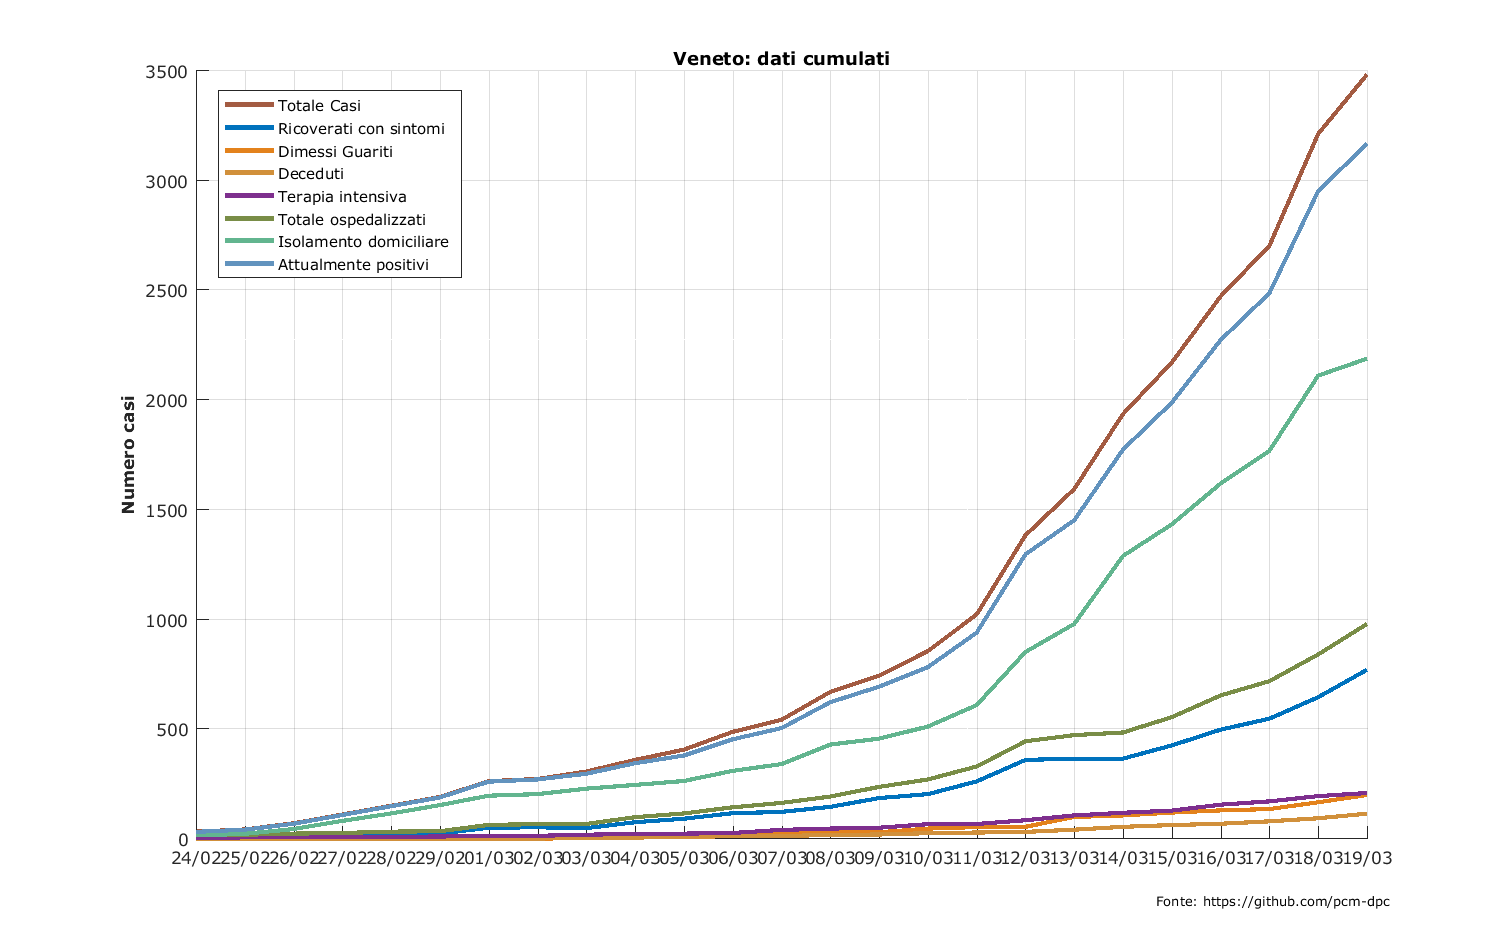 Veneto: dati cumulati
3500
3000
2500
2000
1500
1000
500
0
Numero casi
Totale Casi
Ricoverati con sintomi
Dimessi Guariti
Deceduti
Terapia intensiva
Totale ospedalizzati
Isolamento domiciliare
Attualmente positivi
24/02 25/02 26/02 27/02 28/02 29/02 01/03 02/03 03/03 04/03 05/03 06/03 07/03 08/03 09/03 10/03 11/03 12/03 13/03 14/03 15/03 16/03 17/03 18/03 19/03
Fonte: https://github.com/pcm-dpc